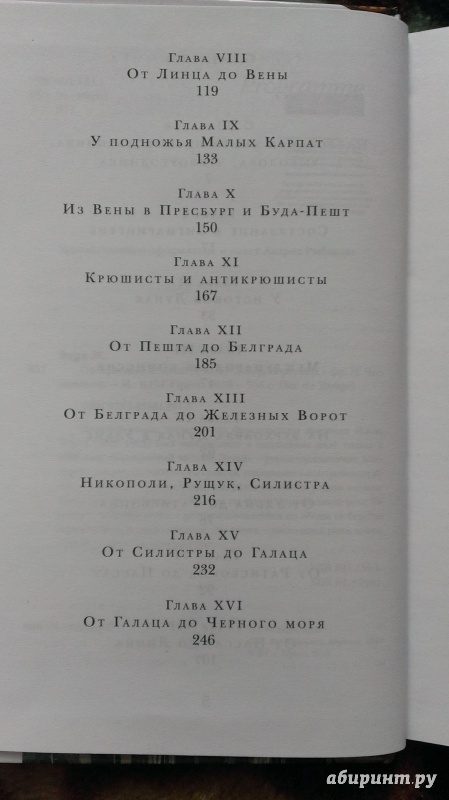 Глава VIII
От Линца до Вены
119
Глава IX
У подножья Малых Карпат
133
Глава X
Из Вены в Пресбург и Буда-Пешт
150
Глава XI
Крюшисты и антикрюшисты
167
Глава XII
От Пешта до Белграда
185
Глава XIII
От Белграда до Железных Ворот
201
Глава XIV
Никополи, Рущук, Силистра
216
Глава XV
От Силистры до Галаца
232
Глава XVI
От Галаца до Черного моря
246
абиринт.ру